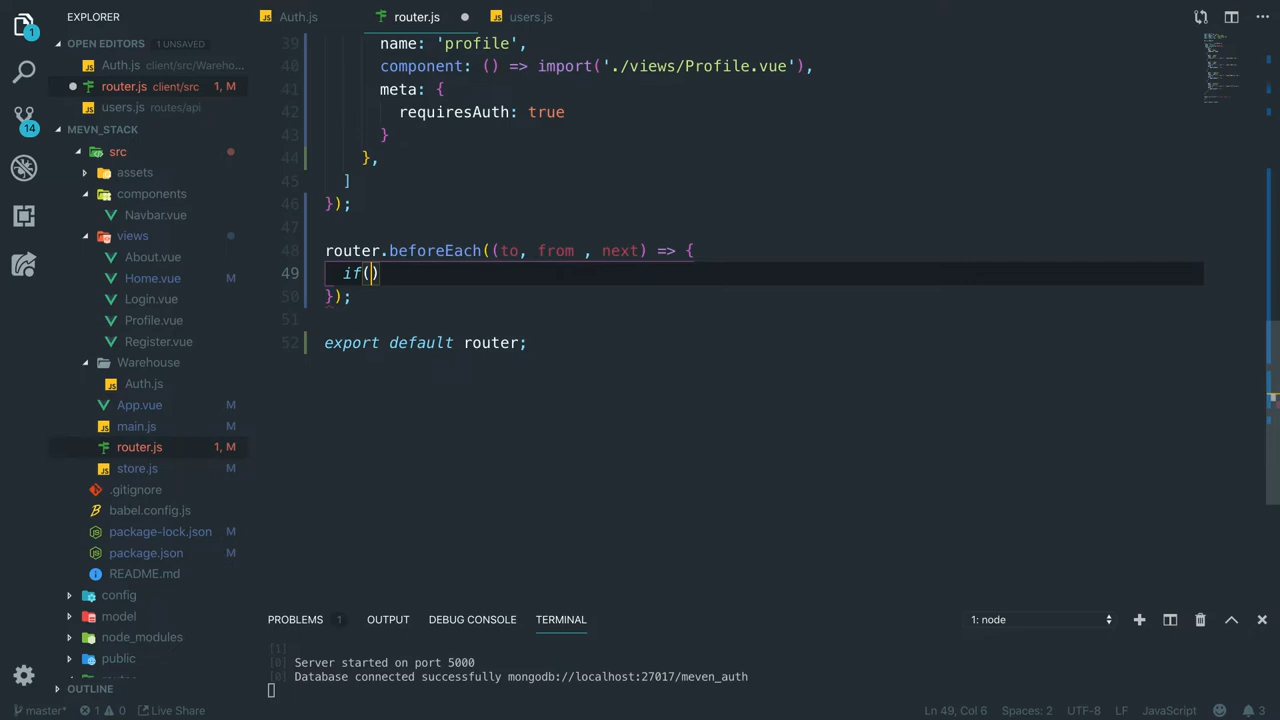 EXPLORER
Auth.js
router.js
users.js
OPEN EDITORS 1 UNSAVED
Auth.js client/src/Wareho...
router.js client/src 1, M
users.js routes/api
MEVN_STACK
src
assets
components
Navbar.vue
views
About.vue
Home.vue
Login.vue
Profile.vue
Register.vue
Warehouse
Auth.js
App.vue M
main.js M
router.js 1, M
store.js M
.gitignore
babel.config.js
package-lock.json M
package.json M
README.md
config
model
node_modules
public
OUTLINE
1
14
39 name: 'profile',
40 component: () => import('./views/Profile.vue'),
41 meta: {
42 requiresAuth: true
43 }
44 },
45 ]
46 });
47
48 router.beforeEach((to, from , next) => {
49 if()
50 });
51
52 export default router;
PROBLEMS 1 OUTPUT DEBUG CONSOLE TERMINAL 1: node
[1]
[0] Server started on port 5000
[0] Database connected successfully mongodb://localhost:27017/meven_auth
master* 1 0 Live Share Ln 49, Col 6 Spaces: 2 UTF-8 LF JavaScript 3